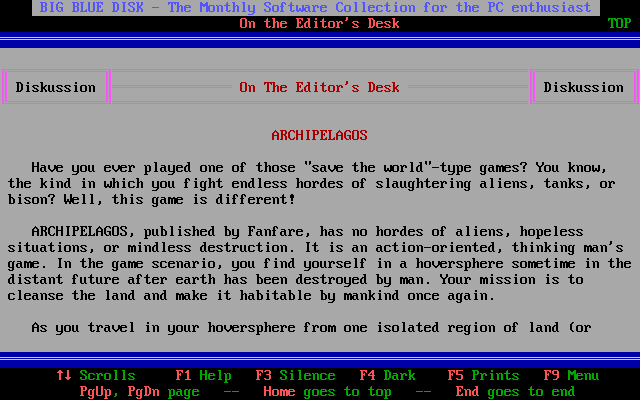 BIG BLUE DISK - The Monthly Software Collection for the PC enthusiast
On the Editor's Desk TOP
Diskussion On The Editor's Desk Diskussion
ARCHIPELAGOS
Have you ever played one of those "save the world"-type games? You know,
the kind in which you fight endless hordes of slaughtering aliens, tanks, or
bison? Well, this game is different!
ARCHIPELAGOS, published by Fanfare, has no hordes of aliens, hopeless
situations, or mindless destruction. It is an action-oriented, thinking man's
game. In the game scenario, you find yourself in a hoversphere sometime in the
distant future after earth has been destroyed by man. Your mission is to
cleanse the land and make it habitable by mankind once again.
As you travel in your hoversphere from one isolated region of land (or
↑↓ Scrolls F1 Help F3 Silence F4 Dark F5 Prints F9 Menu
PgUp, PgDn page -- Home goes to top -- End goes to end